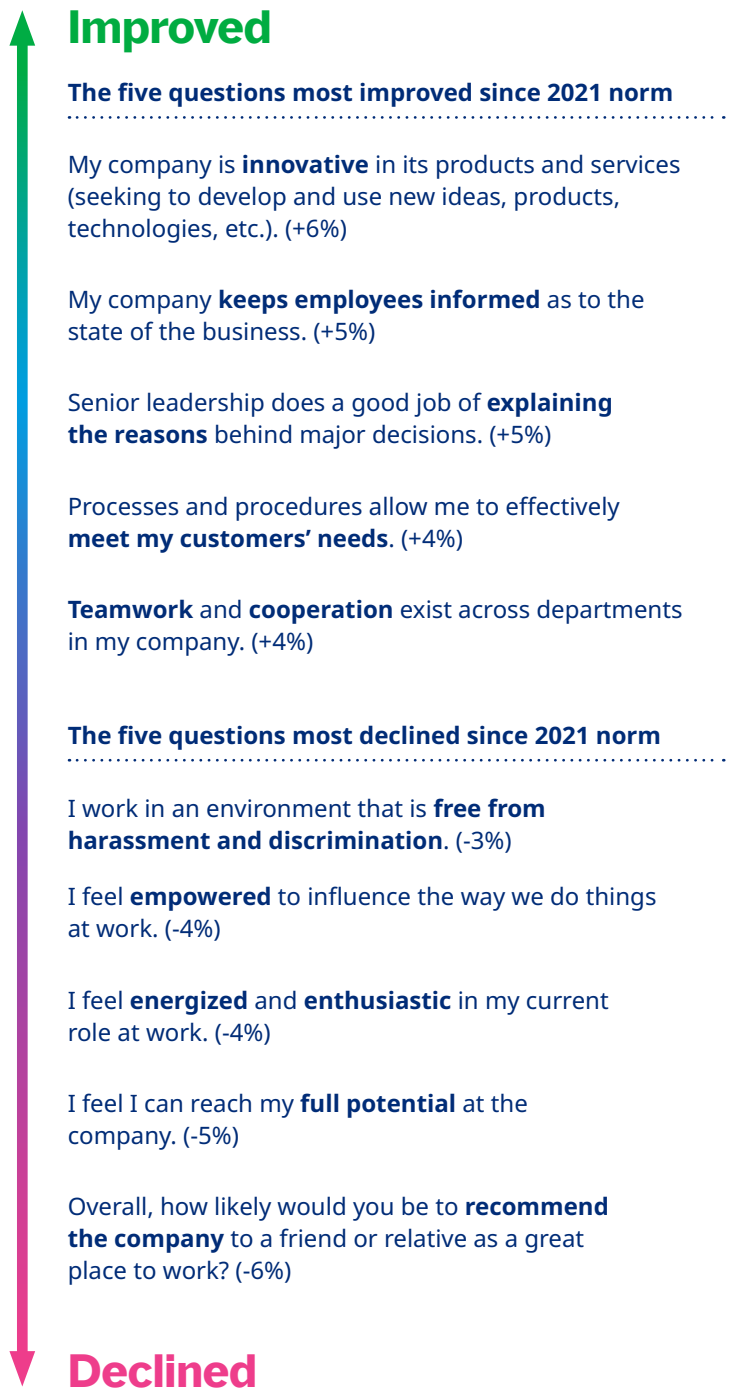 Improved
The five questions most improved since 2021 norm
My company is innovative in its products and services
(seeking to develop and use new ideas, products,
technologies, etc.). (+6%)
My company keeps employees informed as to the
state of the business. (+5%)
Senior leadership does a good job of explaining
the reasons behind major decisions. (+5%)
Processes and procedures allow me to effectively
meet my customers’ needs. (+4%)
Teamwork and cooperation exist across departments
in my company. (+4%)
The five questions most declined since 2021 norm
I work in an environment that is free from
harassment and discrimination. (-3%)
I feel empowered to influence the way we do things
at work. (-4%)
I feel energized and enthusiastic in my current
role at work. (-4%)
I feel I can reach my full potential at the
company. (-5%)
Overall, how likely would you be to recommend
the company to a friend or relative as a great
place to work? (-6%)
Declined